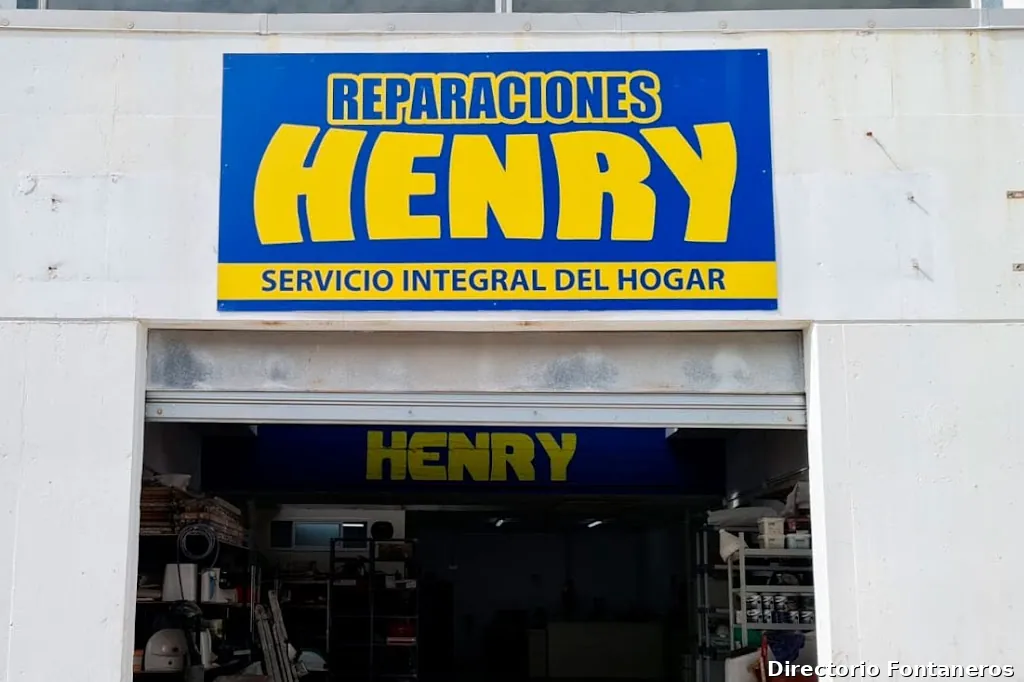 REPARACIONES
HENRY
SERVICIO INTEGRAL DEL HOGAR
HENRY
Directorio Fontaneros